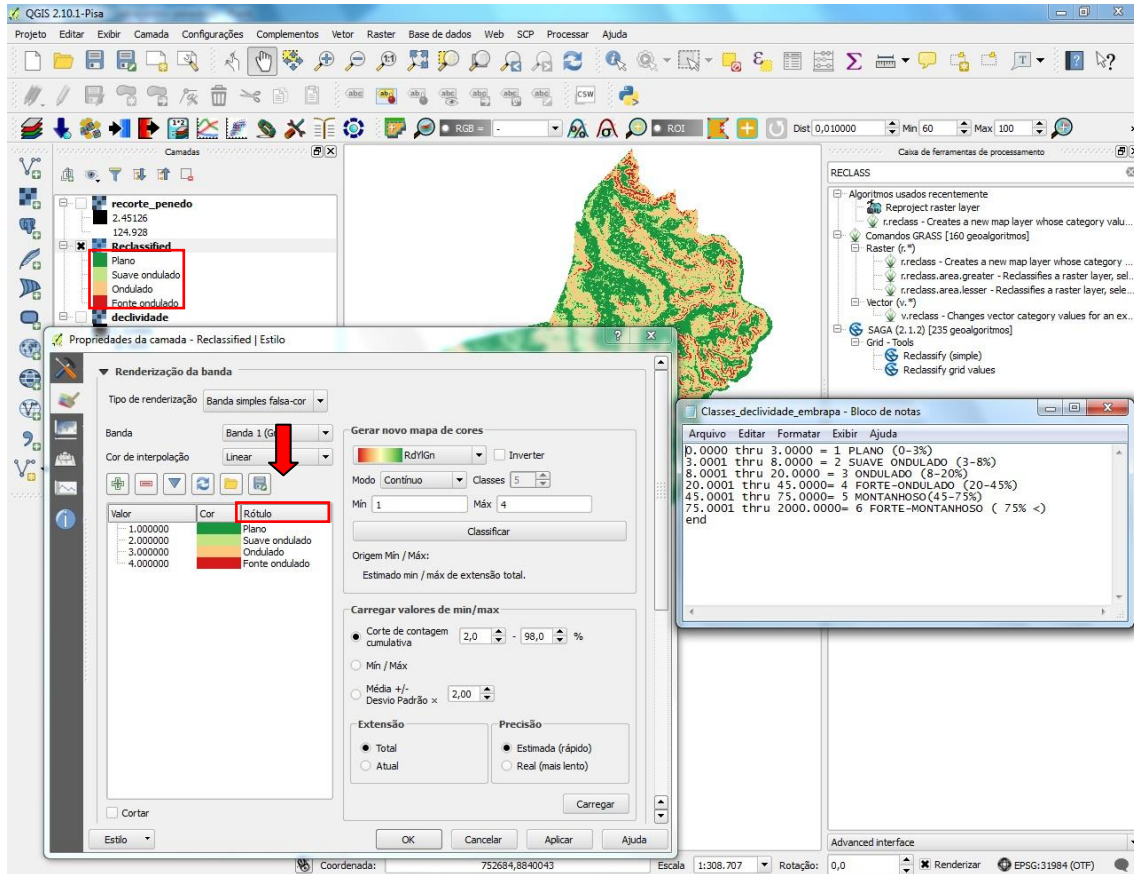 QGIS 2.10.1-Pisa
Projeto Editar Exibir Camada Configurações Complementos Vetor Raster Base de dados Web SCP Processar Ajuda
abc abc abc abc abc abc CSW
RGB = - ROI Dist 0,010000 Min 60 Max 100
Camadas
recorte_penedo
2.45126
124.928
Reclassified
Plano
Suave ondulado
Ondulado
Fonte ondulado
declividade
Caixa de ferramentas de processamento
RECLASS
Algoritmos usados recentemente
Reproject raster layer
r.reclass - Creates a new map layer whose category valu...
Comandos GRASS [160 geoalgoritmos]
Raster (r.*)
r.reclass - Creates a new map layer whose category ...
r.reclass.area.greater - Reclassifies a raster layer, sel...
r.reclass.area.lesser - Reclassifies a raster layer, sele...
Vector (v.*)
v.reclass - Changes vector category values for an ex...
SAGA (2.1.2) [235 geoalgoritmos]
Grid - Tools
Reclassify (simple)
Reclassify grid values
Propriedades da camada - Reclassified | Estilo
Renderização da banda
Tipo de renderização Banda simples falsa-cor
Banda Banda 1 (G
Cor de interpolação Linear
Valor Cor Rótulo
1.000000 Plano
2.000000 Suave ondulado
3.000000 Ondulado
4.000000 Fonte ondulado
Cortar
Gerar novo mapa de cores
RdYlGn Inverter
Modo Contínuo Classes 5
Mín 1 Máx 4
Classificar
Origem Mín / Máx:
Estimado min / máx de extensão total.
Carregar valores de min/max
Corte de contagem cumulativa 2,0 - 98,0 %
Mín / Máx
Média +/- Desvio Padrão × 2,00
Extensão
Total
Atual
Precisão
Estimada (rápido)
Real (mais lento)
Carregar
Estilo OK Cancelar Aplicar Ajuda
Classes_declividade_embrapa - Bloco de notas
Arquivo Editar Formatar Exibir Ajuda
0.0000 thru 3.0000 = 1 PLANO (0-3%)
3.0001 thru 8.0000 = 2 SUAVE ONDULADO (3-8%)
8.0001 thru 20.0000 = 3 ONDULADO (8-20%)
20.0001 thru 45.0000= 4 FORTE-ONDULADO (20-45%)
45.0001 thru 75.0000= 5 MONTANHOSO(45-75%)
75.0001 thru 2000.0000= 6 FORTE-MONTANHOSO ( 75% <)
end
Advanced interface
Coordenada: 752684,8840043 Escala 1:308.707 Rotação: 0,0 Renderizar EPSG:31984 (OTF)